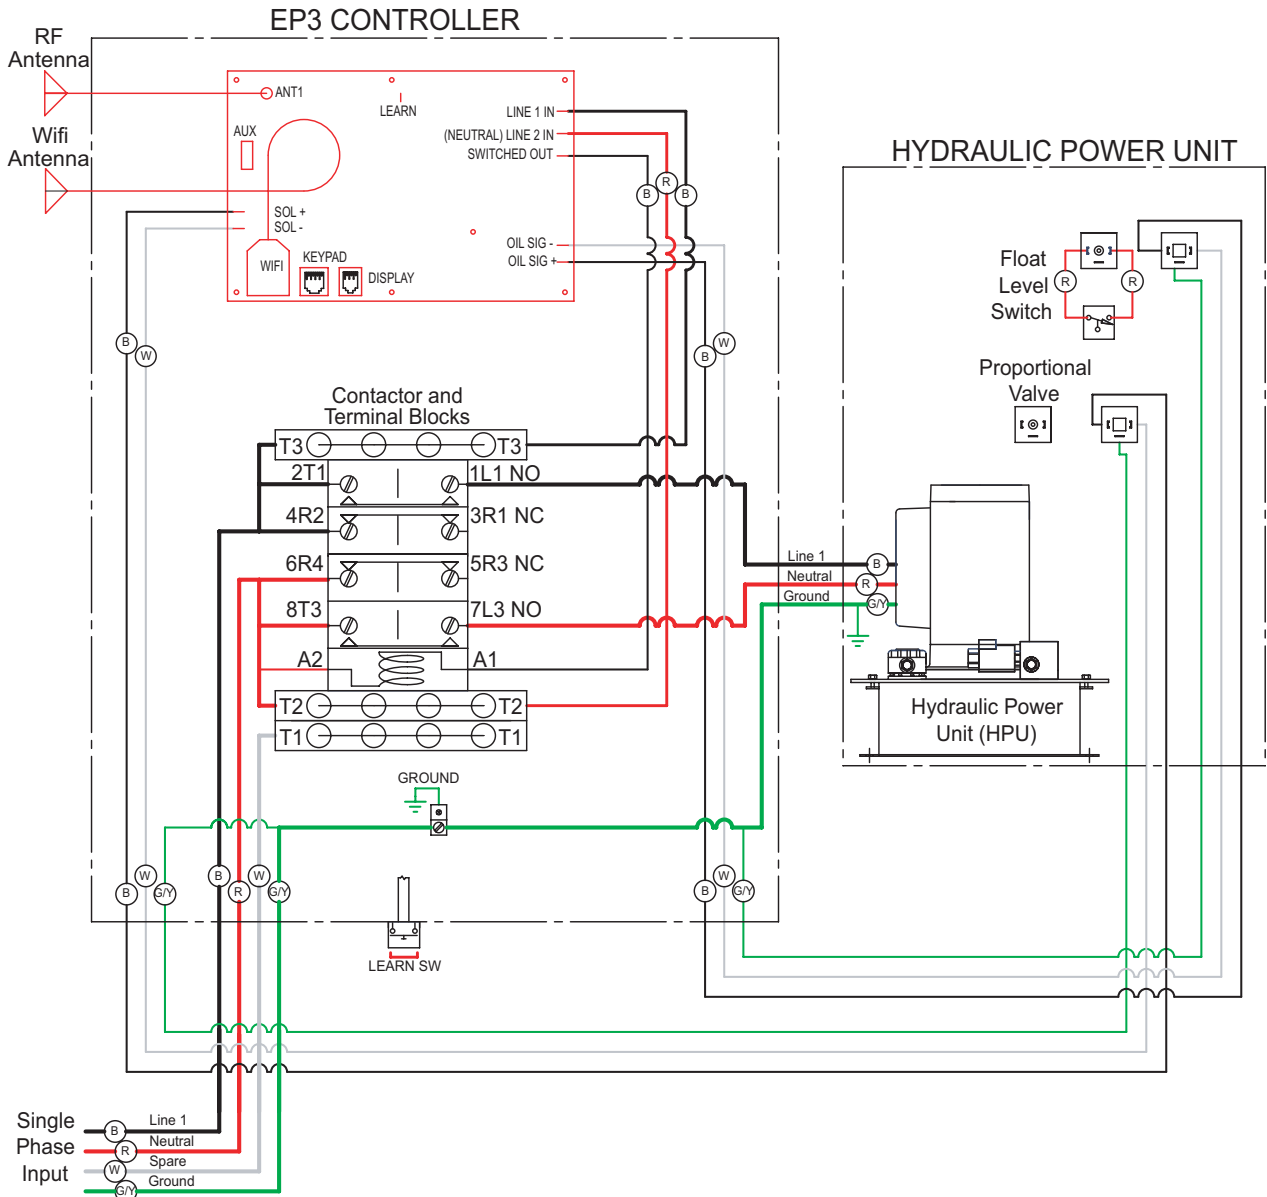 EP3 CONTROLLER
RF
Antenna
Wifi
Antenna
ANT1
LEARN
AUX
LINE 1 IN
(NEUTRAL) LINE 2 IN
SWITCHED OUT
B
R
B
SOL +
SOL -
WIFI
KEYPAD
DISPLAY
OIL SIG -
OIL SIG +
B
W
B
W
HYDRAULIC POWER UNIT
Float
Level
Switch
R
R
Proportional
Valve
Contactor and
Terminal Blocks
T3
T3
2T1
1L1 NO
4R2
3R1 NC
6R4
5R3 NC
8T3
7L3 NO
A2
A1
T2
T2
T1
T1
Line 1
B
Neutral
R
Ground
G/Y
Hydraulic Power
Unit (HPU)
GROUND
B
W
G/Y
B
R
W
G/Y
B
W
G/Y
LEARN SW
Single
Phase
Input
B
Line 1
R
Neutral
W
Spare
G/Y
Ground